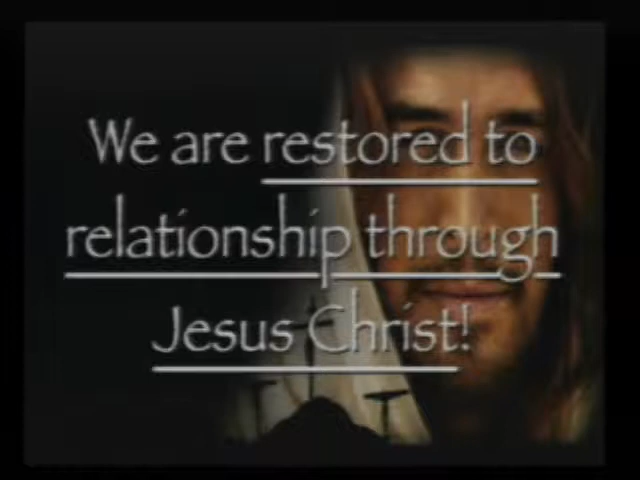 We are restored to
relationship through
Jesus Christ!